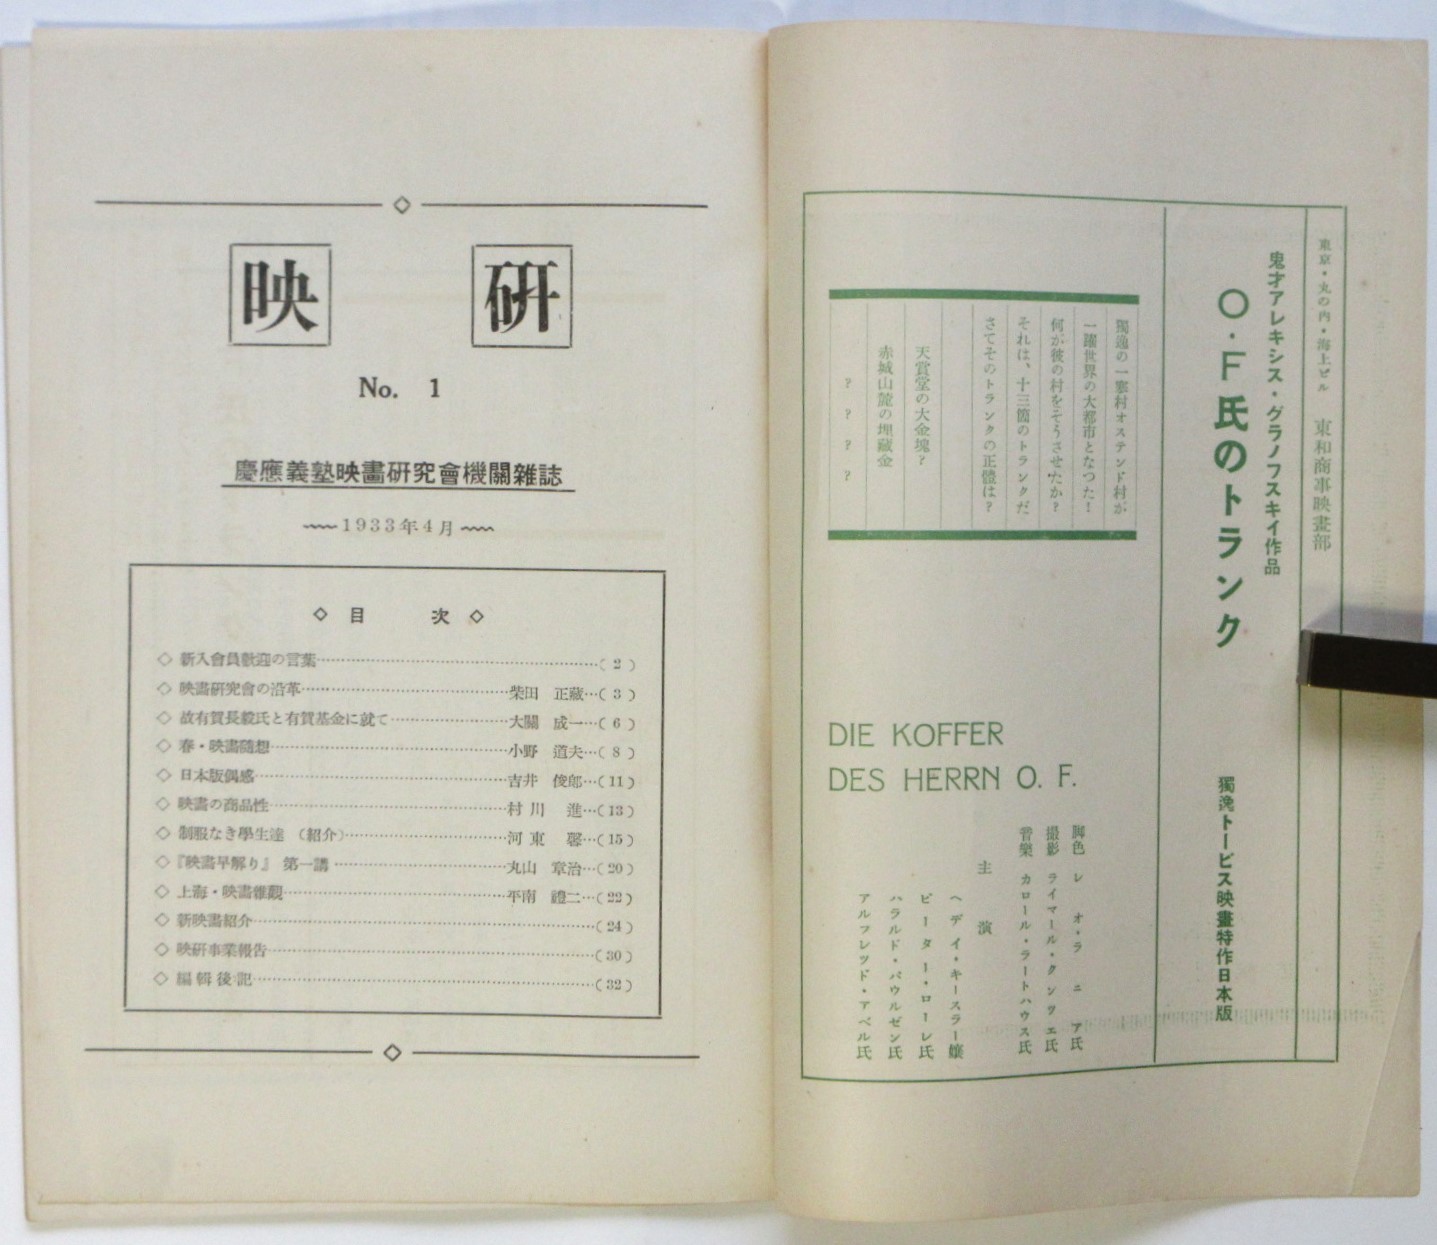 映研
No. 1
慶應義塾映畫研究會機關雜誌
1933年4月
◇ 目 次 ◇
◇ 新入會員歡迎の言葉…………( 2 )
◇ 映畫研究會の沿革…………柴田 正藏…( 3 )
◇ 故有賀長毅氏と有賀基金に就て…………大關 成一…( 6 )
◇ 春・映畫隨想…………小野 道夫…( 8 )
◇ 日本版偶感…………吉井 俊郎…(11)
◇ 映畫の商品性…………村川 進…(13)
◇ 制服なき學生達 (紹介)…………河東 馨…(15)
◇ 『映畫早解り』 第一講…………丸山 章治…(20)
◇ 上海・映畫雜觀…………平南 禮二…(22)
◇ 新映畫紹介…………(24)
◇ 映研事業報告…………(30)
◇ 編輯後記…………(32)
東京・丸の内・海上ビル 東和商事映畫部
鬼才アレキシス・グラノフスキイ作品
O・F氏のトランク
獨逸トービス映畫特作日本版
獨逸の一寒村オステンド村が
一躍世界の大都市となつた!
何が彼の村をそうさせたか?
それは、十三箇のトランクだ
さてそのトランクの正體は?
天賞堂の大金塊?
赤城山麓の埋藏金
? ? ? ?
DIE KOFFER
DES HERRN O. F.
脚色 レオ・ラニア氏
撮影 ライマール・クンツェ氏
音樂 カロール・ラートハウス氏
主演
ヘディ・キースラー孃
ピーター・ローレ氏
ハラルド・パウルゼン氏
アルフレッド・アベル氏